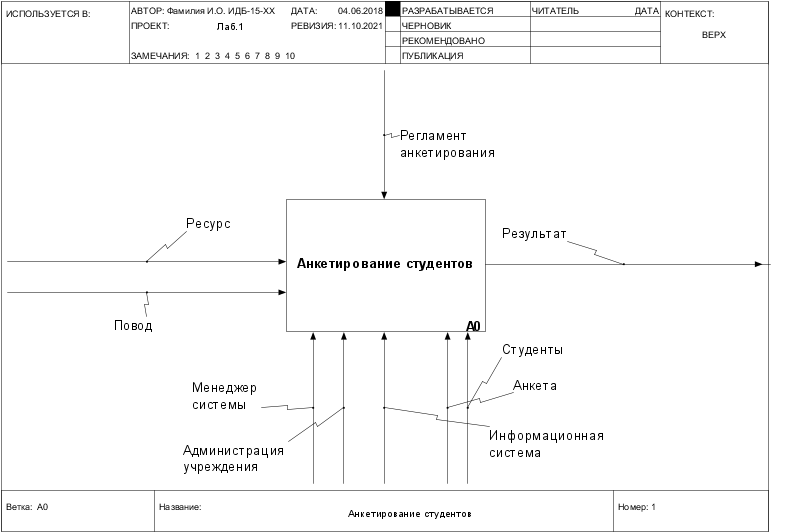 ИСПОЛЬЗУЕТСЯ В:
АВТОР: Фамилия И.О. ИДБ-15-ХХ
ДАТА: 04.06.2018
ПРОЕКТ: Лаб.1
РЕВИЗИЯ: 11.10.2021
ЗАМЕЧАНИЯ: 1 2 3 4 5 6 7 8 9 10
РАЗРАБАТЫВАЕТСЯ
ЧЕРНОВИК
РЕКОМЕНДОВАНО
ПУБЛИКАЦИЯ
ЧИТАТЕЛЬ ДАТА
КОНТЕКСТ:
ВЕРХ
Регламент
анкетирования
Ресурс
Результат
Анкетирование студентов
Повод
A0
Студенты
Анкета
Менеджер
системы
Информационная
система
Администрация
учреждения
Ветка: A0
Название:
Анкетирование студентов
Номер: 1